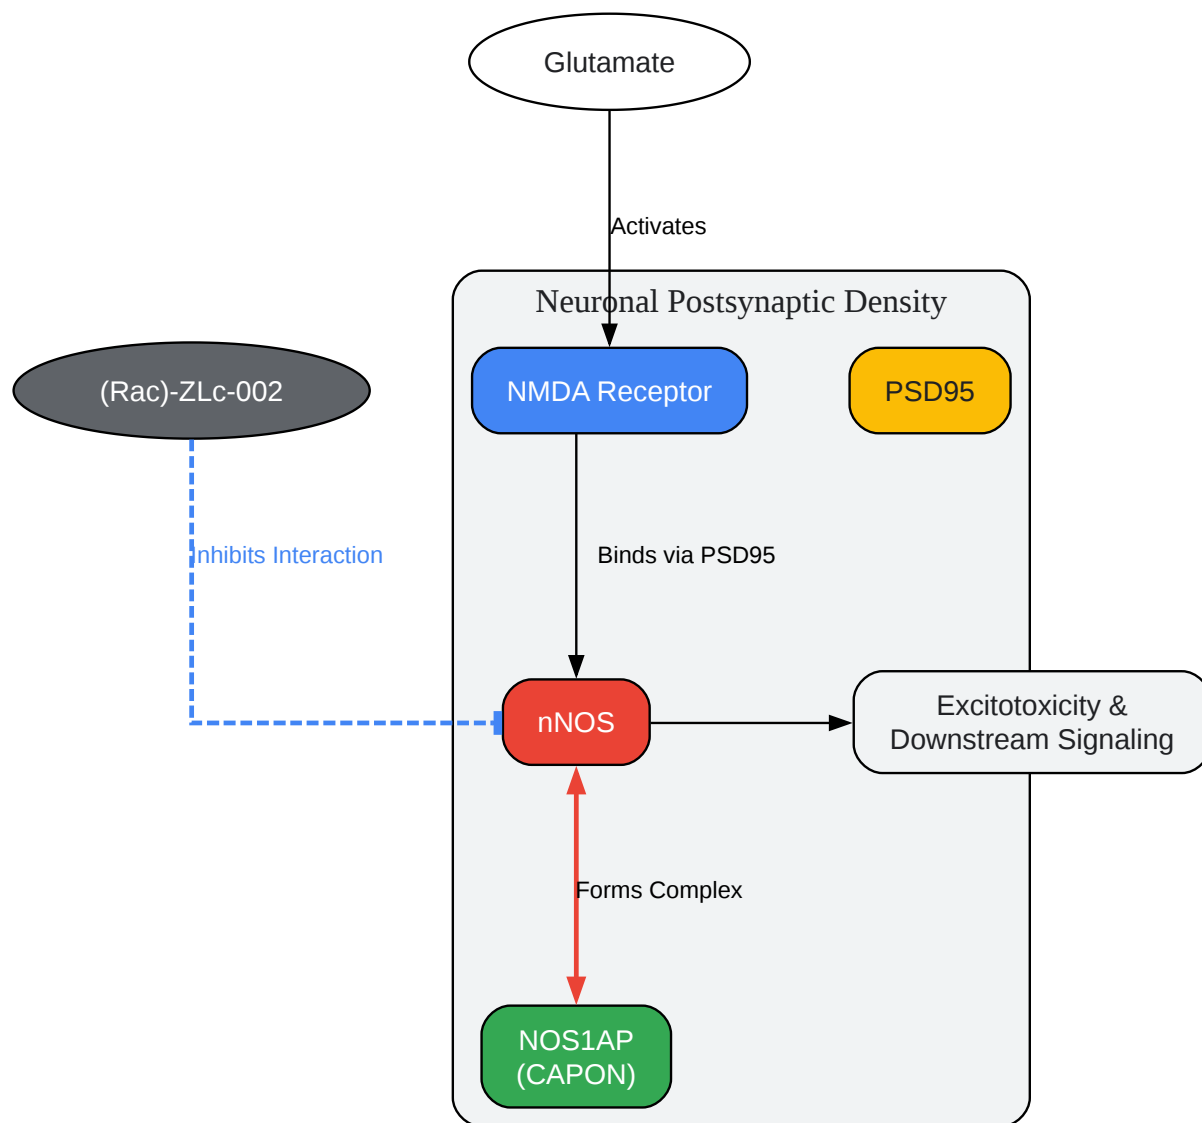 Glutamate
Activates
Neuronal Postsynaptic Density
(Rac)-ZLc-002
NMDA Receptor
PSD95
Inhibits Interaction
Binds via PSD95
nNOS
Excitotoxicity &
Downstream Signaling
Forms Complex
NOS1AP
(CAPON)